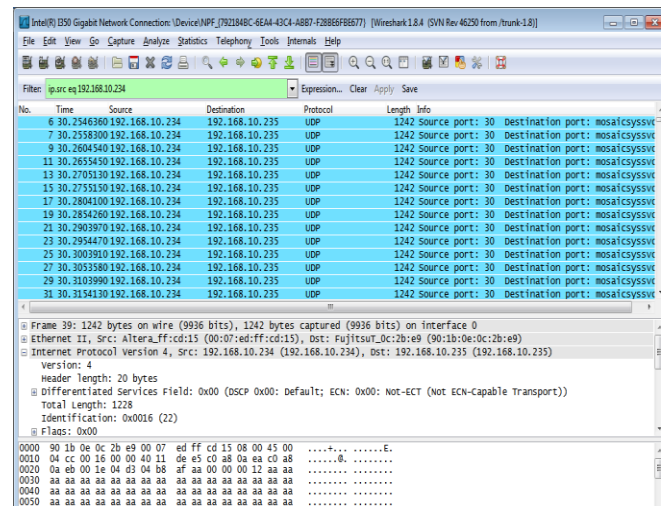 Intel(R) I350 Gigabit Network Connection: \Device\NPF_{792184BC-6EA4-43C4-ABB7-F288E6FBE677} [Wireshark 1.8.4 (SVN Rev 46250 from /trunk-1.8)]
File Edit View Go Capture Analyze Statistics Telephony Tools Internals Help
Filter: ip.src eq 192.168.10.234 Expression... Clear Apply Save
No. Time Source Destination Protocol Length Info
6 30.2546360 192.168.10.234 192.168.10.235 UDP 1242 Source port: 30 Destination port: mosaicsyssvc
7 30.2558300 192.168.10.234 192.168.10.235 UDP 1242 Source port: 30 Destination port: mosaicsyssvc
9 30.2604540 192.168.10.234 192.168.10.235 UDP 1242 Source port: 30 Destination port: mosaicsyssvc
11 30.2655450 192.168.10.234 192.168.10.235 UDP 1242 Source port: 30 Destination port: mosaicsyssvc
13 30.2705130 192.168.10.234 192.168.10.235 UDP 1242 Source port: 30 Destination port: mosaicsyssvc
15 30.2755150 192.168.10.234 192.168.10.235 UDP 1242 Source port: 30 Destination port: mosaicsyssvc
17 30.2804100 192.168.10.234 192.168.10.235 UDP 1242 Source port: 30 Destination port: mosaicsyssvc
19 30.2854260 192.168.10.234 192.168.10.235 UDP 1242 Source port: 30 Destination port: mosaicsyssvc
21 30.2903970 192.168.10.234 192.168.10.235 UDP 1242 Source port: 30 Destination port: mosaicsyssvc
23 30.2954470 192.168.10.234 192.168.10.235 UDP 1242 Source port: 30 Destination port: mosaicsyssvc
25 30.3003910 192.168.10.234 192.168.10.235 UDP 1242 Source port: 30 Destination port: mosaicsyssvc
27 30.3053580 192.168.10.234 192.168.10.235 UDP 1242 Source port: 30 Destination port: mosaicsyssvc
29 30.3103990 192.168.10.234 192.168.10.235 UDP 1242 Source port: 30 Destination port: mosaicsyssvc
31 30.3154130 192.168.10.234 192.168.10.235 UDP 1242 Source port: 30 Destination port: mosaicsyssvc
Frame 39: 1242 bytes on wire (9936 bits), 1242 bytes captured (9936 bits) on interface 0
Ethernet II, Src: Altera_ff:cd:15 (00:07:ed:ff:cd:15), Dst: FujitsuT_0c:2b:e9 (90:1b:0e:0c:2b:e9)
Internet Protocol Version 4, Src: 192.168.10.234 (192.168.10.234), Dst: 192.168.10.235 (192.168.10.235)
Version: 4
Header length: 20 bytes
Differentiated Services Field: 0x00 (DSCP 0x00: Default; ECN: 0x00: Not-ECT (Not ECN-Capable Transport))
Total Length: 1228
Identification: 0x0016 (22)
Flags: 0x00
0000 90 1b 0e 0c 2b e9 00 07 ed ff cd 15 08 00 45 00 ....+... ......E.
0010 04 cc 00 16 00 00 40 11 de e5 c0 a8 0a ea c0 a8 ......@. ........
0020 0a eb 00 1e 04 d3 04 b8 af aa 00 00 00 12 aa aa ........ ........
0030 aa aa aa aa aa aa aa aa aa aa aa aa aa aa aa aa ........ ........
0040 aa aa aa aa aa aa aa aa aa aa aa aa aa aa aa aa ........ ........
0050 aa aa aa aa aa aa aa aa aa aa aa aa aa aa aa aa ........ ........